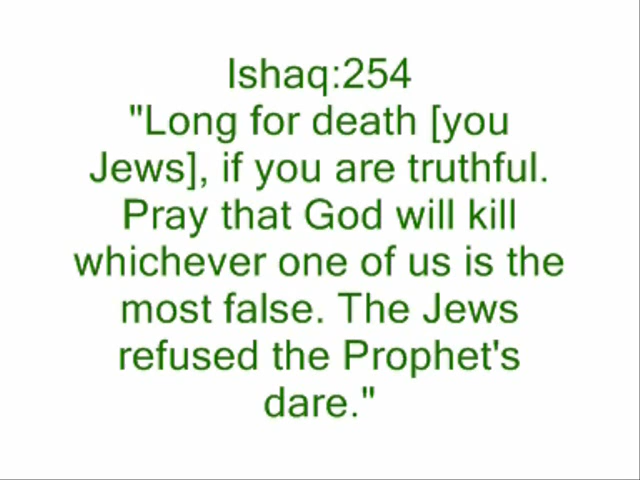 Ishaq:254
"Long for death [you
Jews], if you are truthful.
Pray that God will kill
whichever one of us is the
most false. The Jews
refused the Prophet's
dare."